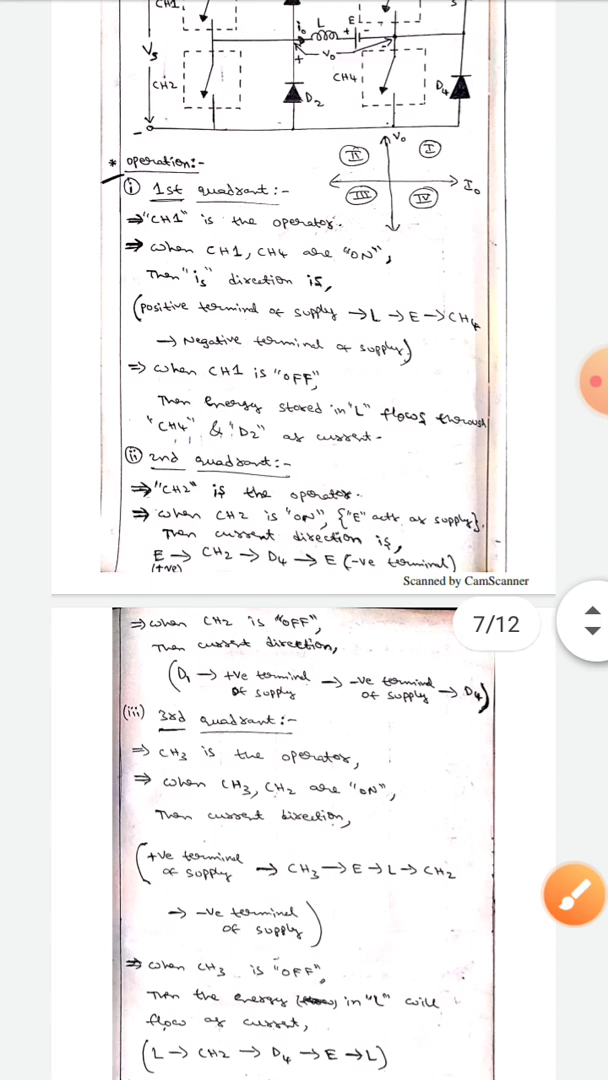 CH1
S
i₀ L E
+ -
Vs
+ V₀ -
CH2
D₂
CH4
D4
-
V₀
II I
I₀
III IV
* operation:-
(i) 1st quadrant:-
⇒ "CH1" is the operator.
⇒ when CH1, CH4 are "ON",
Then "is" direction is,
(positive terminal of supply → L → E → CH4
→ Negative terminal of supply)
⇒ when CH1 is "OFF",
Then Energy stored in "L" flows through
"CH4" & "D2" as current.
(ii) 2nd quadrant:-
⇒ "CH2" is the operator.
⇒ when CH2 is "ON", {"E" acts as supply}.
Then current direction is,
E → CH2 → D4 → E (-ve terminal)
(+ve)
Scanned by CamScanner
⇒ when CH2 is "OFF",
Then current direction,
(D1 → +ve terminal of supply → -ve terminal of supply → D4)
7/12
(iii) 3rd quadrant:-
⇒ CH3 is the operator,
⇒ when CH3, CH2 are "ON",
Then current direction,
(+ve terminal of supply → CH3 → E → L → CH2
→ -ve terminal of supply)
⇒ when CH3 is "OFF",
Then the energy in "L" will
flow as current,
(L → CH2 → D4 → E → L)